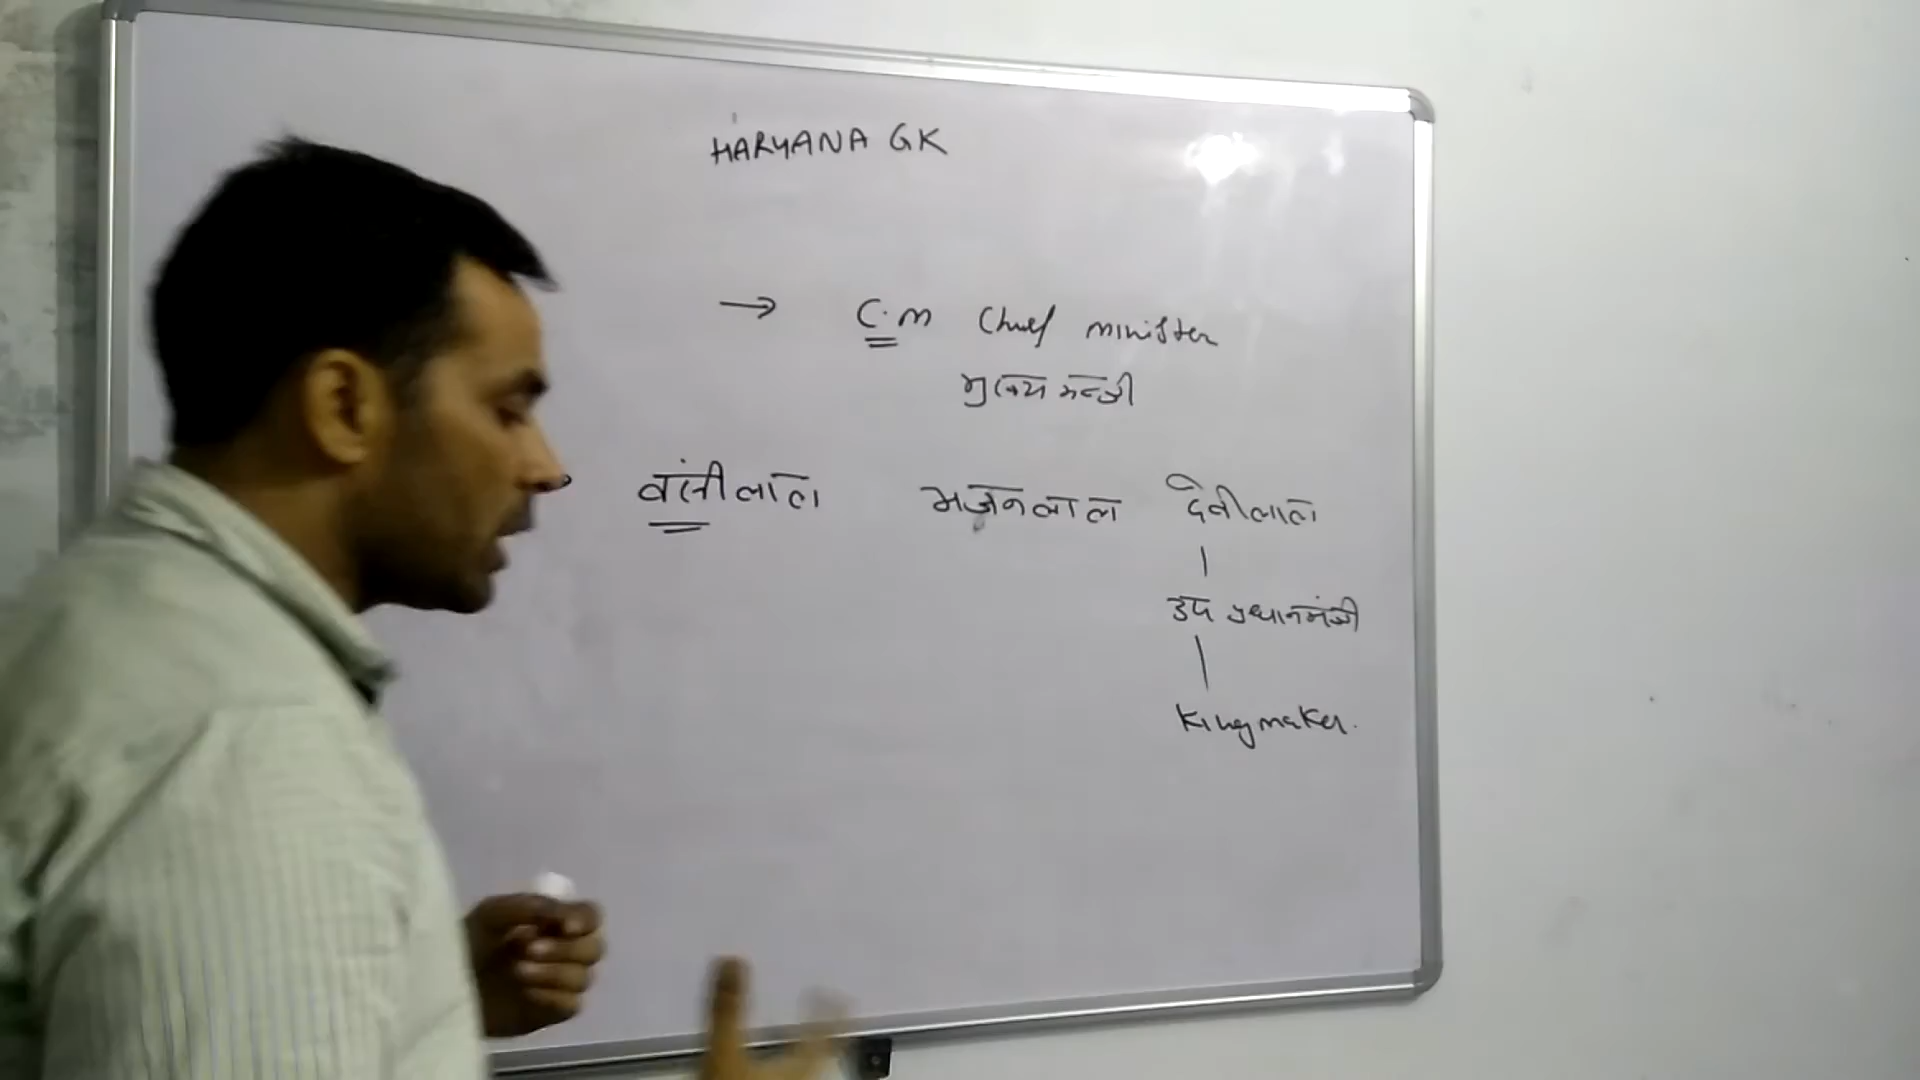 HARYANA GK
→ C.M Chief minister
मुख्य मन्त्री
बंसीलाल भजनलाल देवीलाल
उप प्रधानमंत्री
Kingmaker.